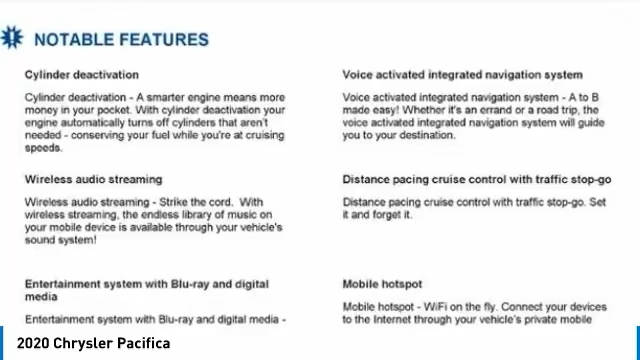 NOTABLE FEATURES
Cylinder deactivation
Cylinder deactivation - A smarter engine means more
money in your pocket. With cylinder deactivation your
engine automatically turns off cylinders that aren't
needed - conserving your fuel while you're at cruising
speeds.
Wireless audio streaming
Wireless audio streaming - Strike the cord.  With
wireless streaming, the endless library of music on
your mobile device is available through your vehicle's
sound system!
Entertainment system with Blu-ray and digital
media
Entertainment system with Blu-ray and digital media -
Voice activated integrated navigation system
Voice activated integrated navigation system - A to B
made easy! Whether it's an errand or a road trip, the
voice activated integrated navigation system will guide
you to your destination.
Distance pacing cruise control with traffic stop-go
Distance pacing cruise control with traffic stop-go. Set
it and forget it.
Mobile hotspot
Mobile hotspot - WiFi on the fly. Connect your devices
to the Internet through your vehicle's private mobile
2020 Chrysler Pacifica